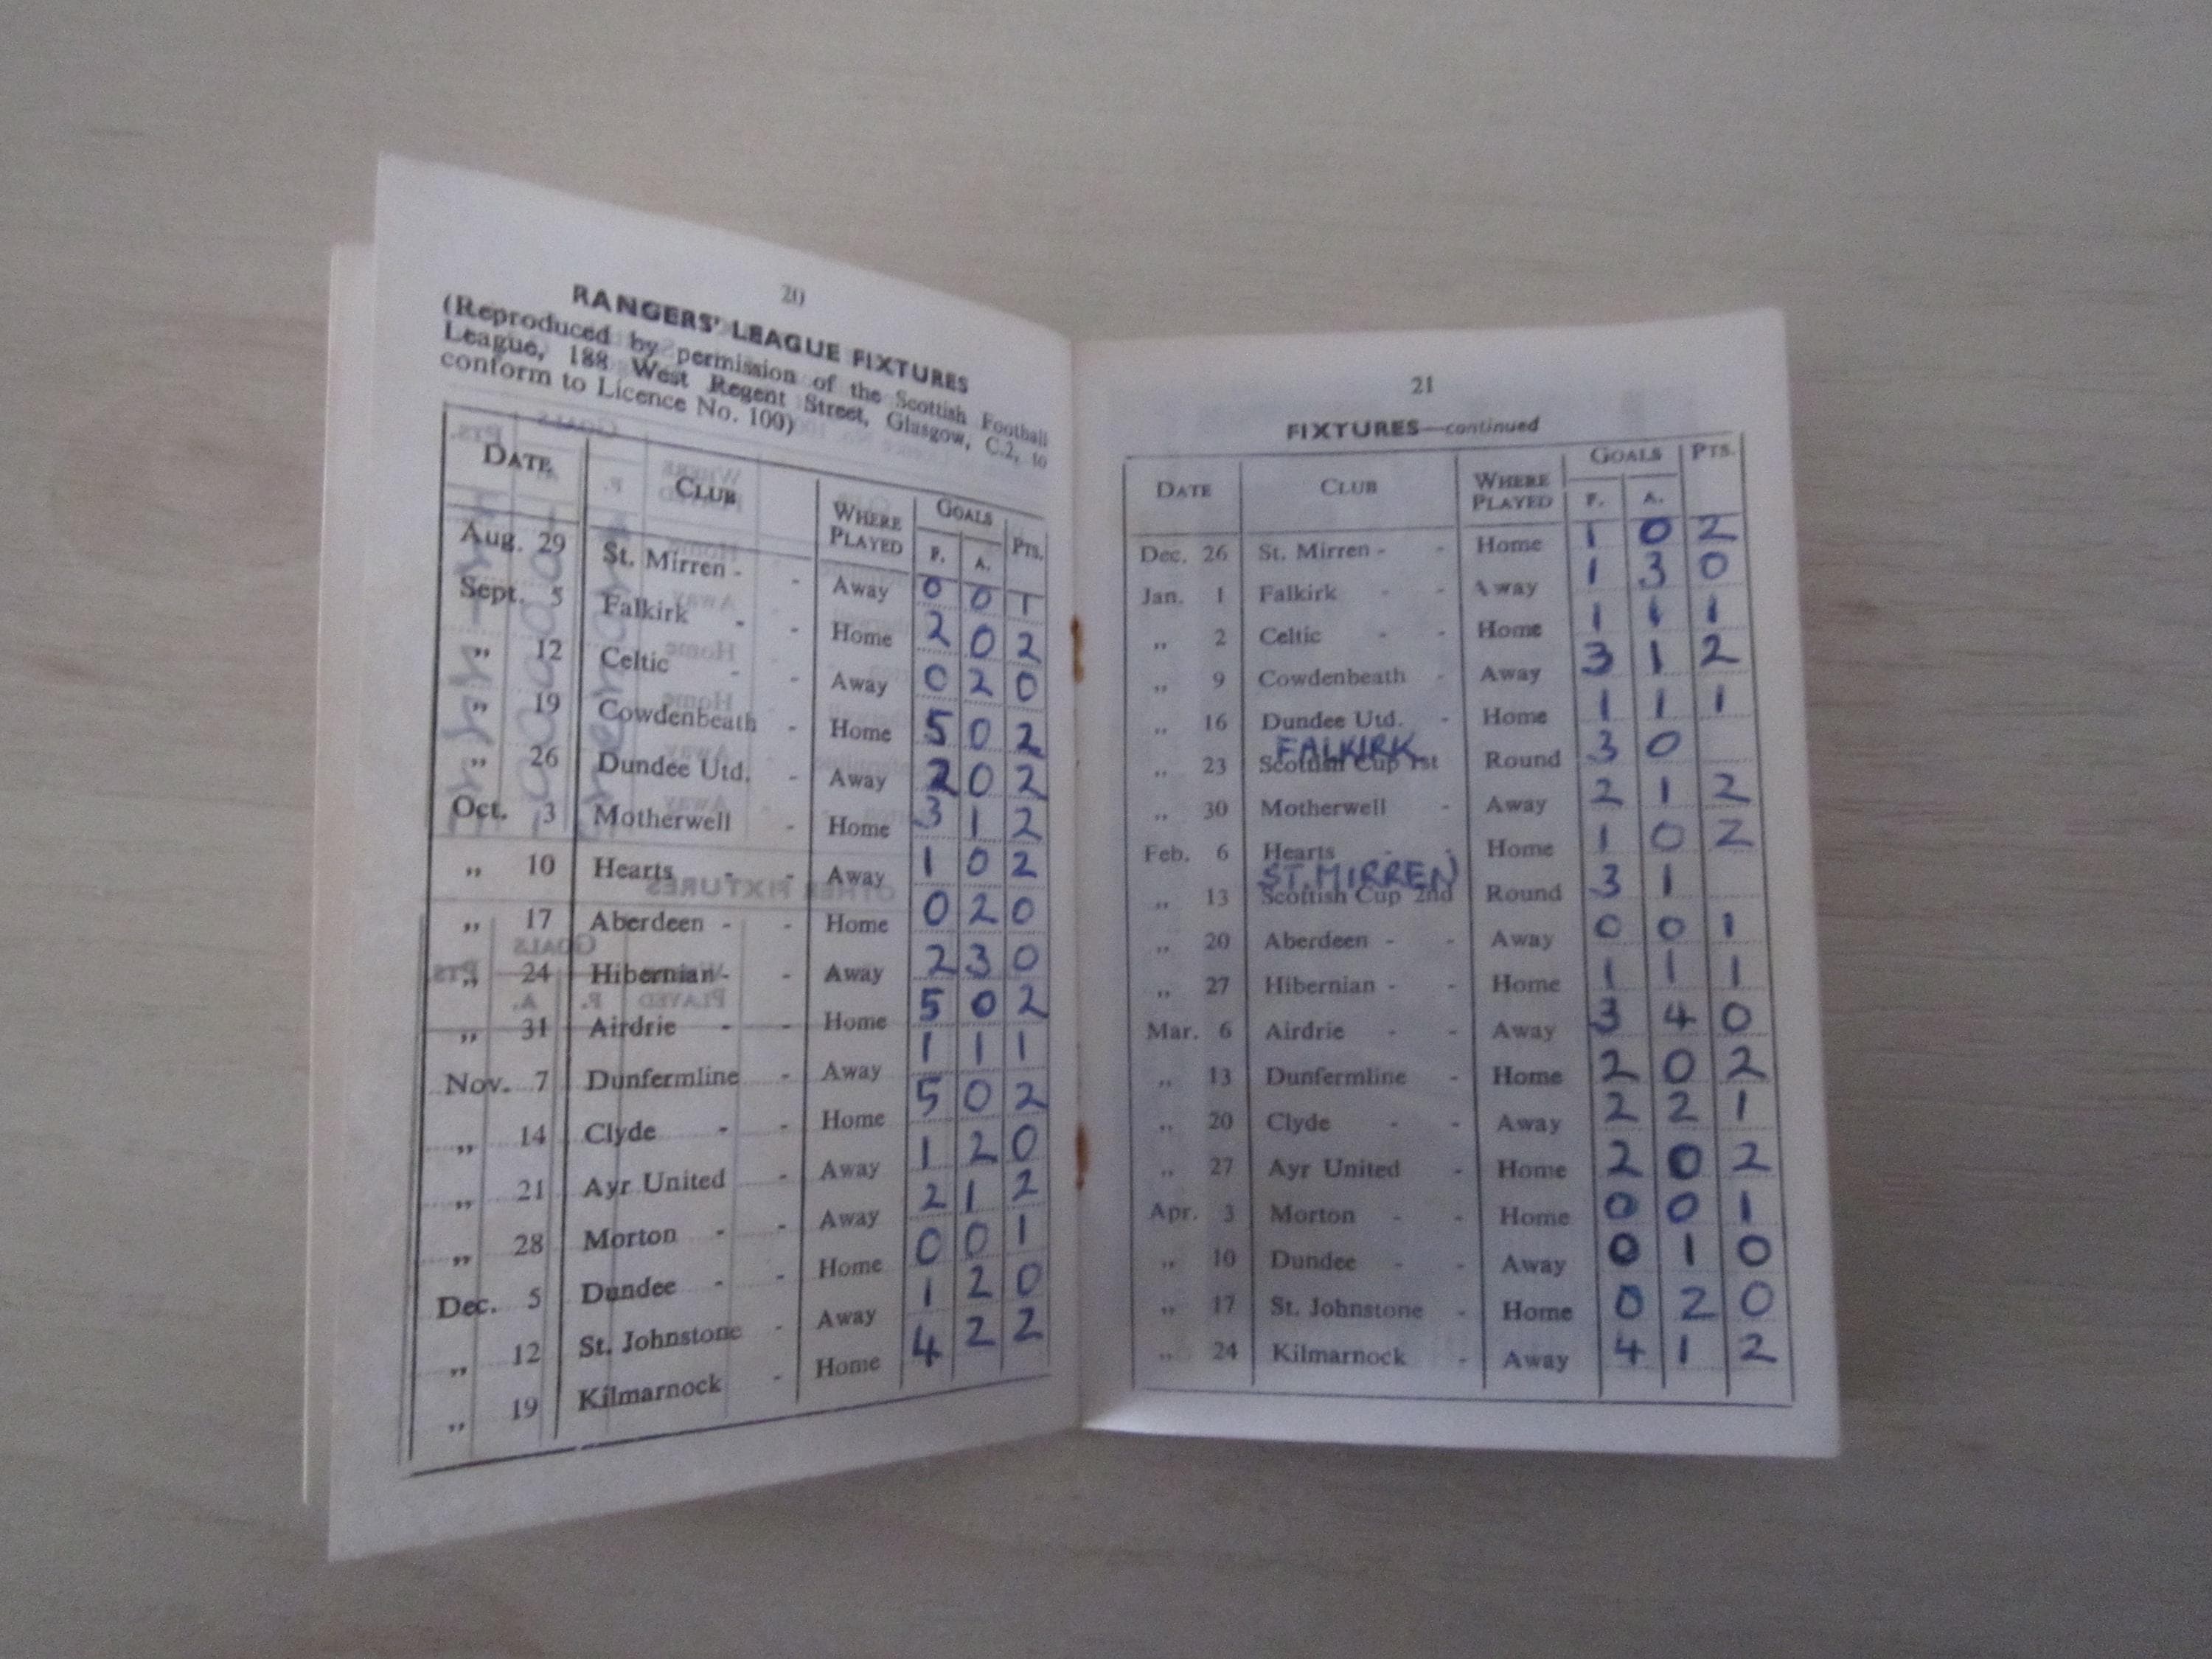 20
RANGERS' LEAGUE FIXTURES
(Reproduced by permission of the Scottish Football
League, 188 West Regent Street, Glasgow, C.2, to
conform to Licence No. 100)
DATE CLUB WHERE PLAYED GOALS F. A. PTS.
Aug. 29 St. Mirren - - Away 0 0 1
Sept. 5 Falkirk - - Home 2 0 2
„ 12 Celtic - - Away 0 2 0
„ 19 Cowdenbeath - Home 5 0 2
„ 26 Dundee Utd. - Away 2 0 2
Oct. 3 Motherwell - Home 3 1 2
„ 10 Hearts - - Away 1 0 2
„ 17 Aberdeen - - Home 0 2 0
„ 24 Hibernian - - Away 2 3 0
„ 31 Airdrie - - Home 5 0 2
Nov. 7 Dunfermline - Away 1 1 1
„ 14 Clyde - - Home 5 0 2
„ 21 Ayr United - Away 1 2 0
„ 28 Morton - - Away 2 1 2
Dec. 5 Dundee - - Home 0 0 1
„ 12 St. Johnstone - Away 1 2 0
„ 19 Kilmarnock - Home 4 2 2
21
FIXTURES—continued
DATE CLUB WHERE PLAYED GOALS F. A. PTS.
Dec. 26 St. Mirren - - Home 1 0 2
Jan. 1 Falkirk - - Away 1 3 0
„ 2 Celtic - - Home 1 1 1
„ 9 Cowdenbeath - Away 3 1 2
„ 16 Dundee Utd. - Home 1 1 1
FALKIRK
„ 23 Scottish Cup 1st Round 3 0
„ 30 Motherwell - Away 2 1 2
Feb. 6 Hearts - - Home 1 0 2
ST. MIRREN
„ 13 Scottish Cup 2nd Round 3 1
„ 20 Aberdeen - - Away 0 0 1
„ 27 Hibernian - - Home 1 1 1
Mar. 6 Airdrie - - Away 3 4 0
„ 13 Dunfermline - Home 2 0 2
„ 20 Clyde - - Away 2 2 1
„ 27 Ayr United - Home 2 0 2
Apr. 3 Morton - - Home 0 0 1
„ 10 Dundee - - Away 0 1 0
„ 17 St. Johnstone - Home 0 2 0
„ 24 Kilmarnock - Away 4 1 2